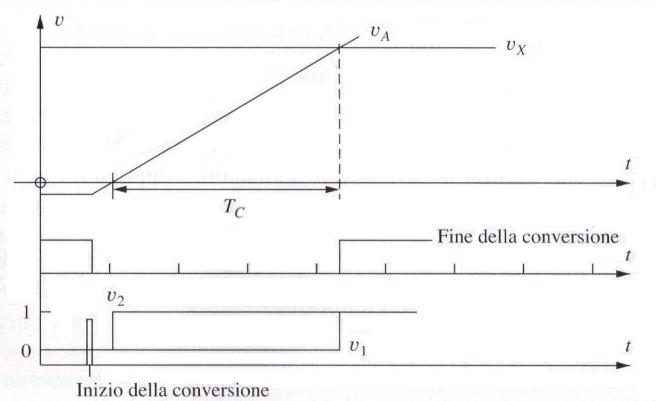 v
v_A
v_X
t
T_C
Fine della conversione
t
v_2
1
0
v_1
t
Inizio della conversione